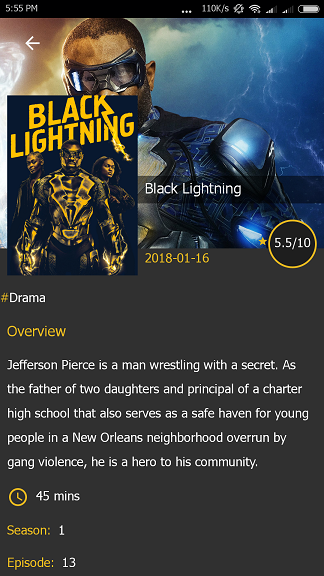 5:55 PM
... 110K/s
Black Lightning
BLACK
LIGHTNING
5.5/10
2018-01-16
#Drama
Overview
Jefferson Pierce is a man wrestling with a secret. As
the father of two daughters and principal of a charter
high school that also serves as a safe haven for young
people in a New Orleans neighborhood overrun by
gang violence, he is a hero to his community.
45 mins
Season: 1
Episode: 13